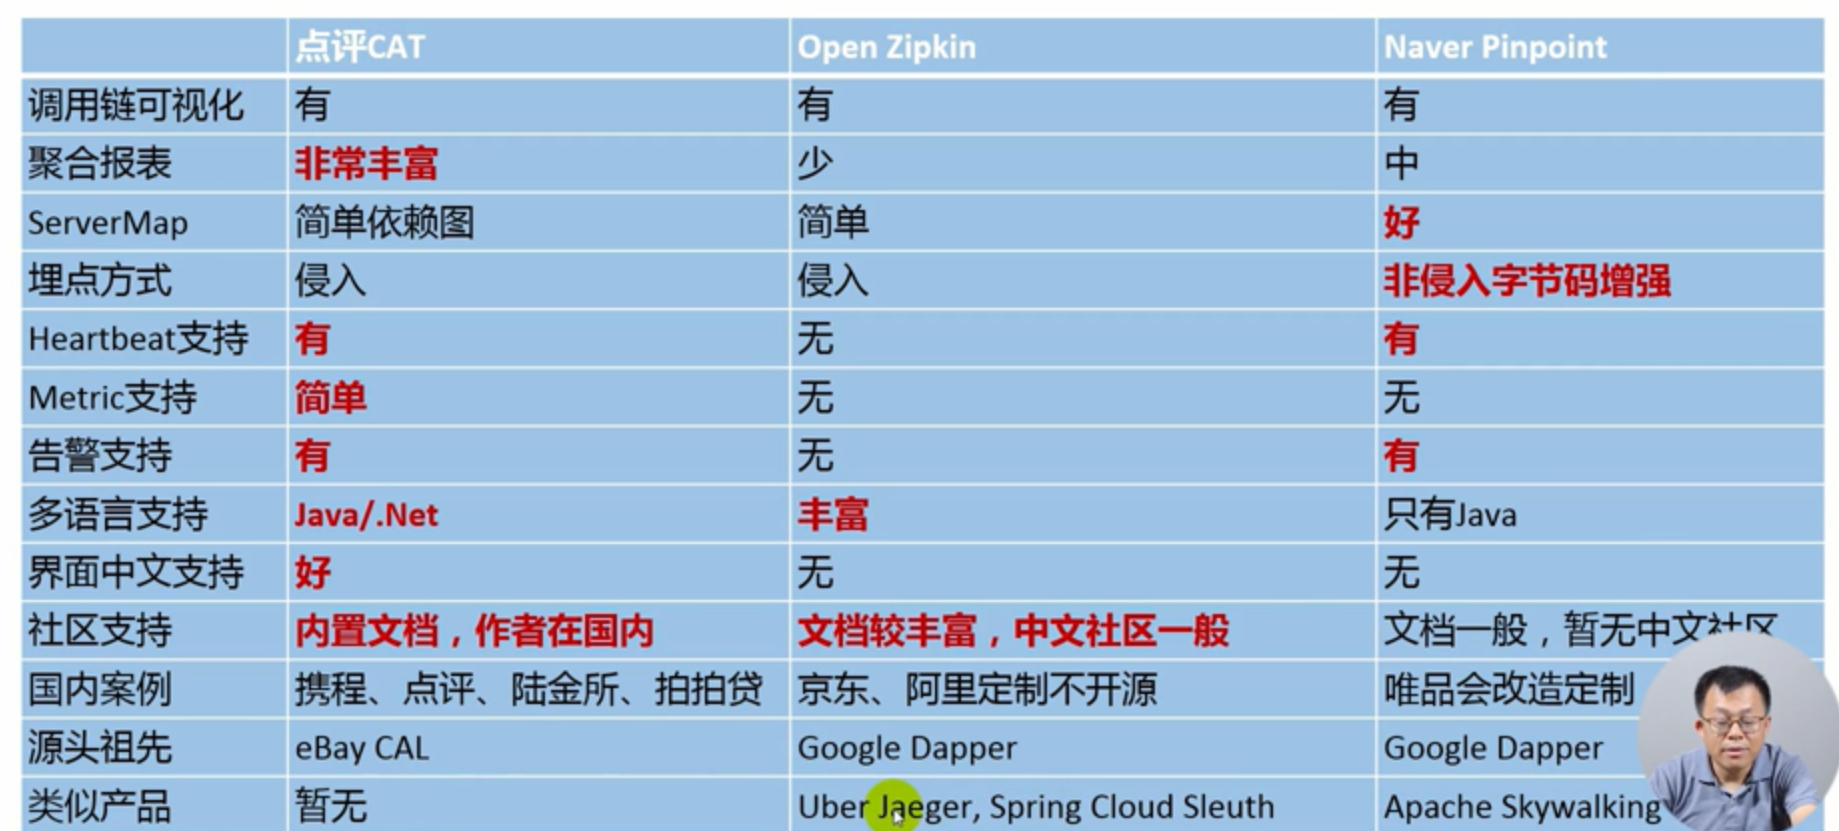 点评CAT Open Zipkin Naver Pinpoint
调用链可视化 有 有 有
聚合报表 非常丰富 少 中
ServerMap 简单依赖图 简单 好
埋点方式 侵入 侵入 非侵入字节码增强
Heartbeat支持 有 无 有
Metric支持 简单 无 无
告警支持 有 无 有
多语言支持 Java/.Net 丰富 只有Java
界面中文支持 好 无 无
社区支持 内置文档，作者在国内 文档较丰富，中文社区一般 文档一般，暂无中文社区
国内案例 携程、点评、陆金所、拍拍贷 京东、阿里定制不开源 唯品会改造定制
源头祖先 eBay CAL Google Dapper Google Dapper
类似产品 暂无 Uber Jaeger, Spring Cloud Sleuth Apache Skywalking